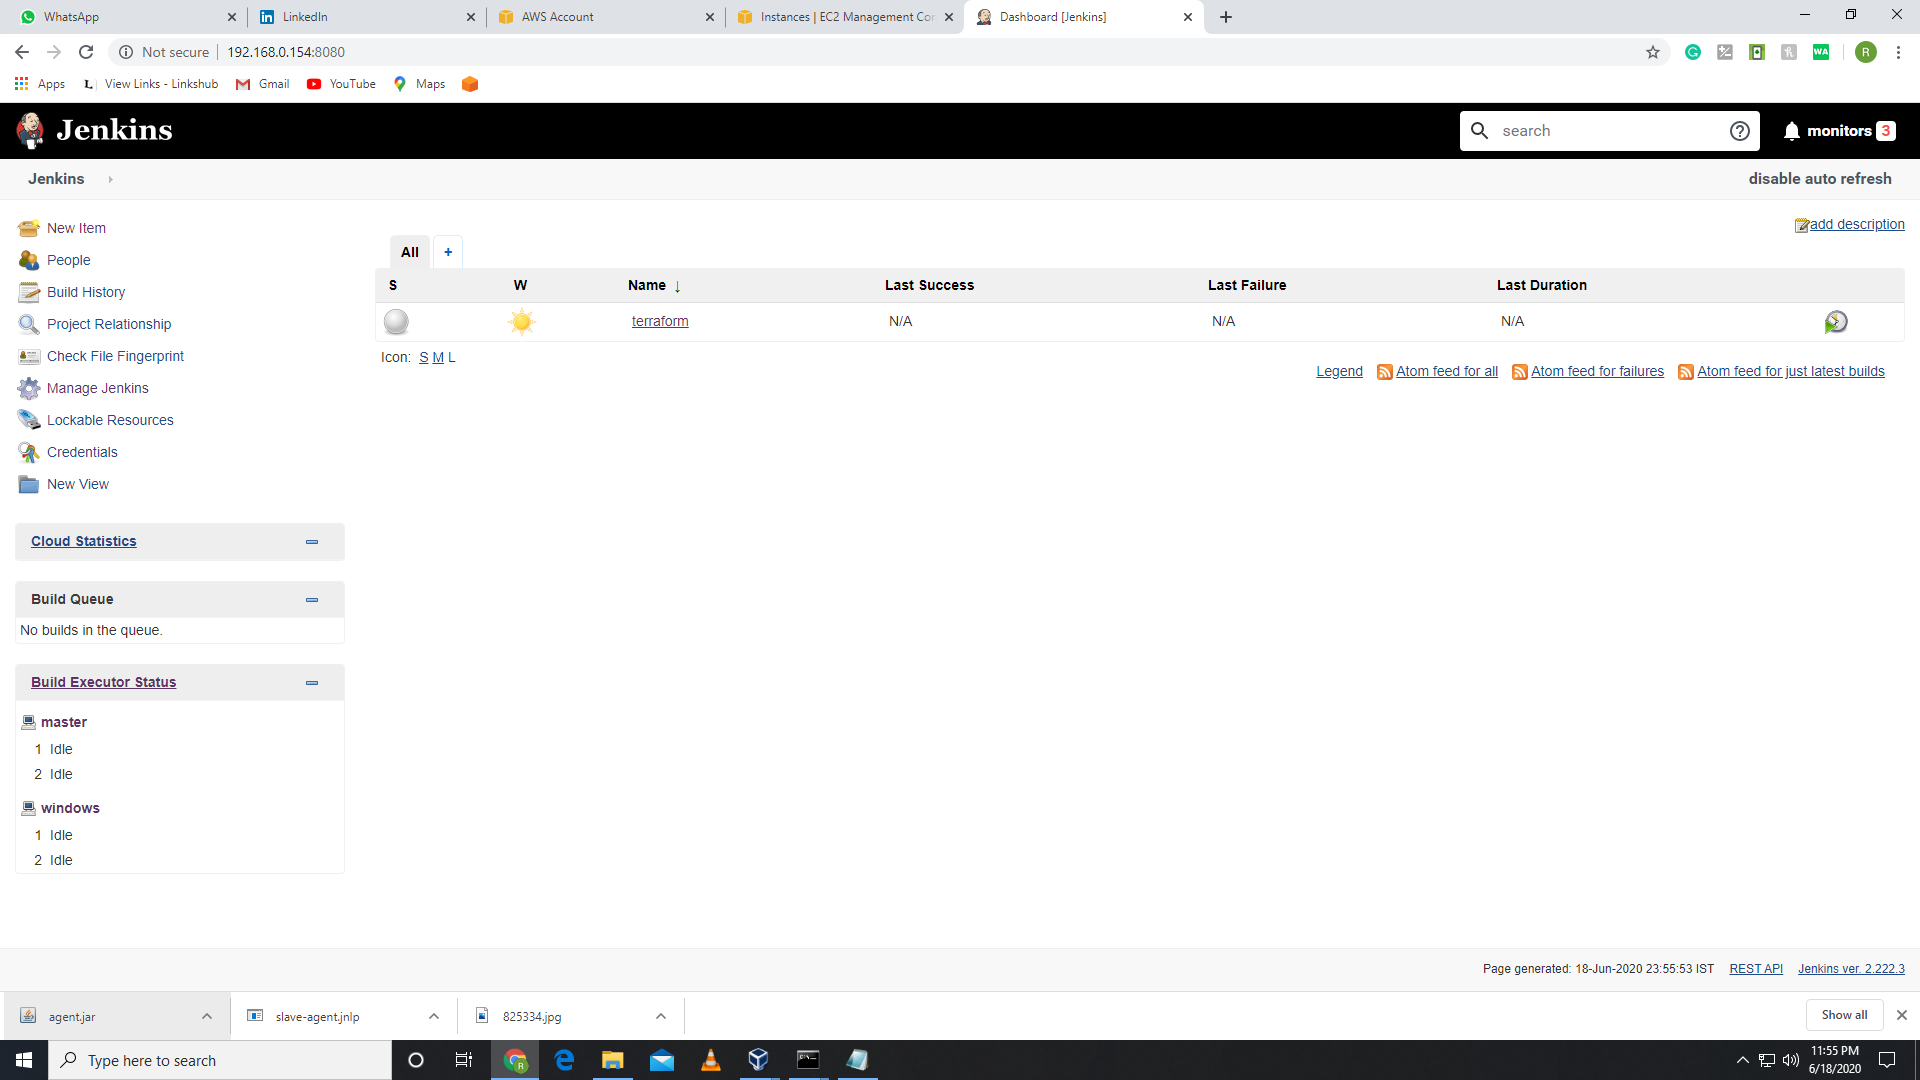 WhatsApp
LinkedIn
AWS Account
Instances | EC2 Management Con
Dashboard [Jenkins]
Not secure | 192.168.0.154:8080
Apps
View Links - Linkshub
Gmail
YouTube
Maps
Jenkins
search
monitors 3
Jenkins
disable auto refresh
New Item
People
Build History
Project Relationship
Check File Fingerprint
Manage Jenkins
Lockable Resources
Credentials
New View
add description
All +
S W Name ↓ Last Success Last Failure Last Duration
terraform N/A N/A N/A
Icon: S M L
Legend Atom feed for all Atom feed for failures Atom feed for just latest builds
Cloud Statistics
Build Queue
No builds in the queue.
Build Executor Status
master
1 Idle
2 Idle
windows
1 Idle
2 Idle
Page generated: 18-Jun-2020 23:55:53 IST REST API Jenkins ver. 2.222.3
agent.jar
slave-agent.jnlp
825334.jpg
Show all
Type here to search
11:55 PM
6/18/2020